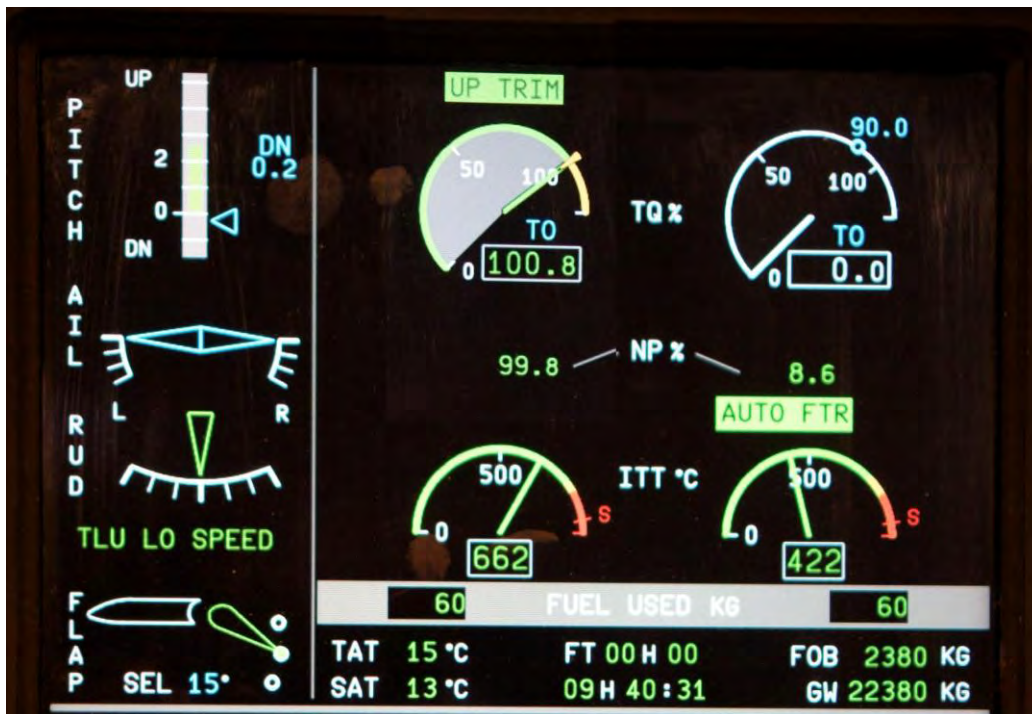 PITCH
UP
2
0
DN
DN
0.2
AIL
L
R
RUD
TLU LO SPEED
FLAP
SEL 15°
UP TRIM
50
100
TO
0
100.8
TQ %
90.0
50
100
TO
0
0.0
99.8
NP %
8.6
AUTO FTR
500
0
S
662
ITT °C
500
0
S
422
60 FUEL USED KG 60
TAT 15 °C FT 00 H 00 FOB 2380 KG
SAT 13 °C 09 H 40:31 GW 22380 KG